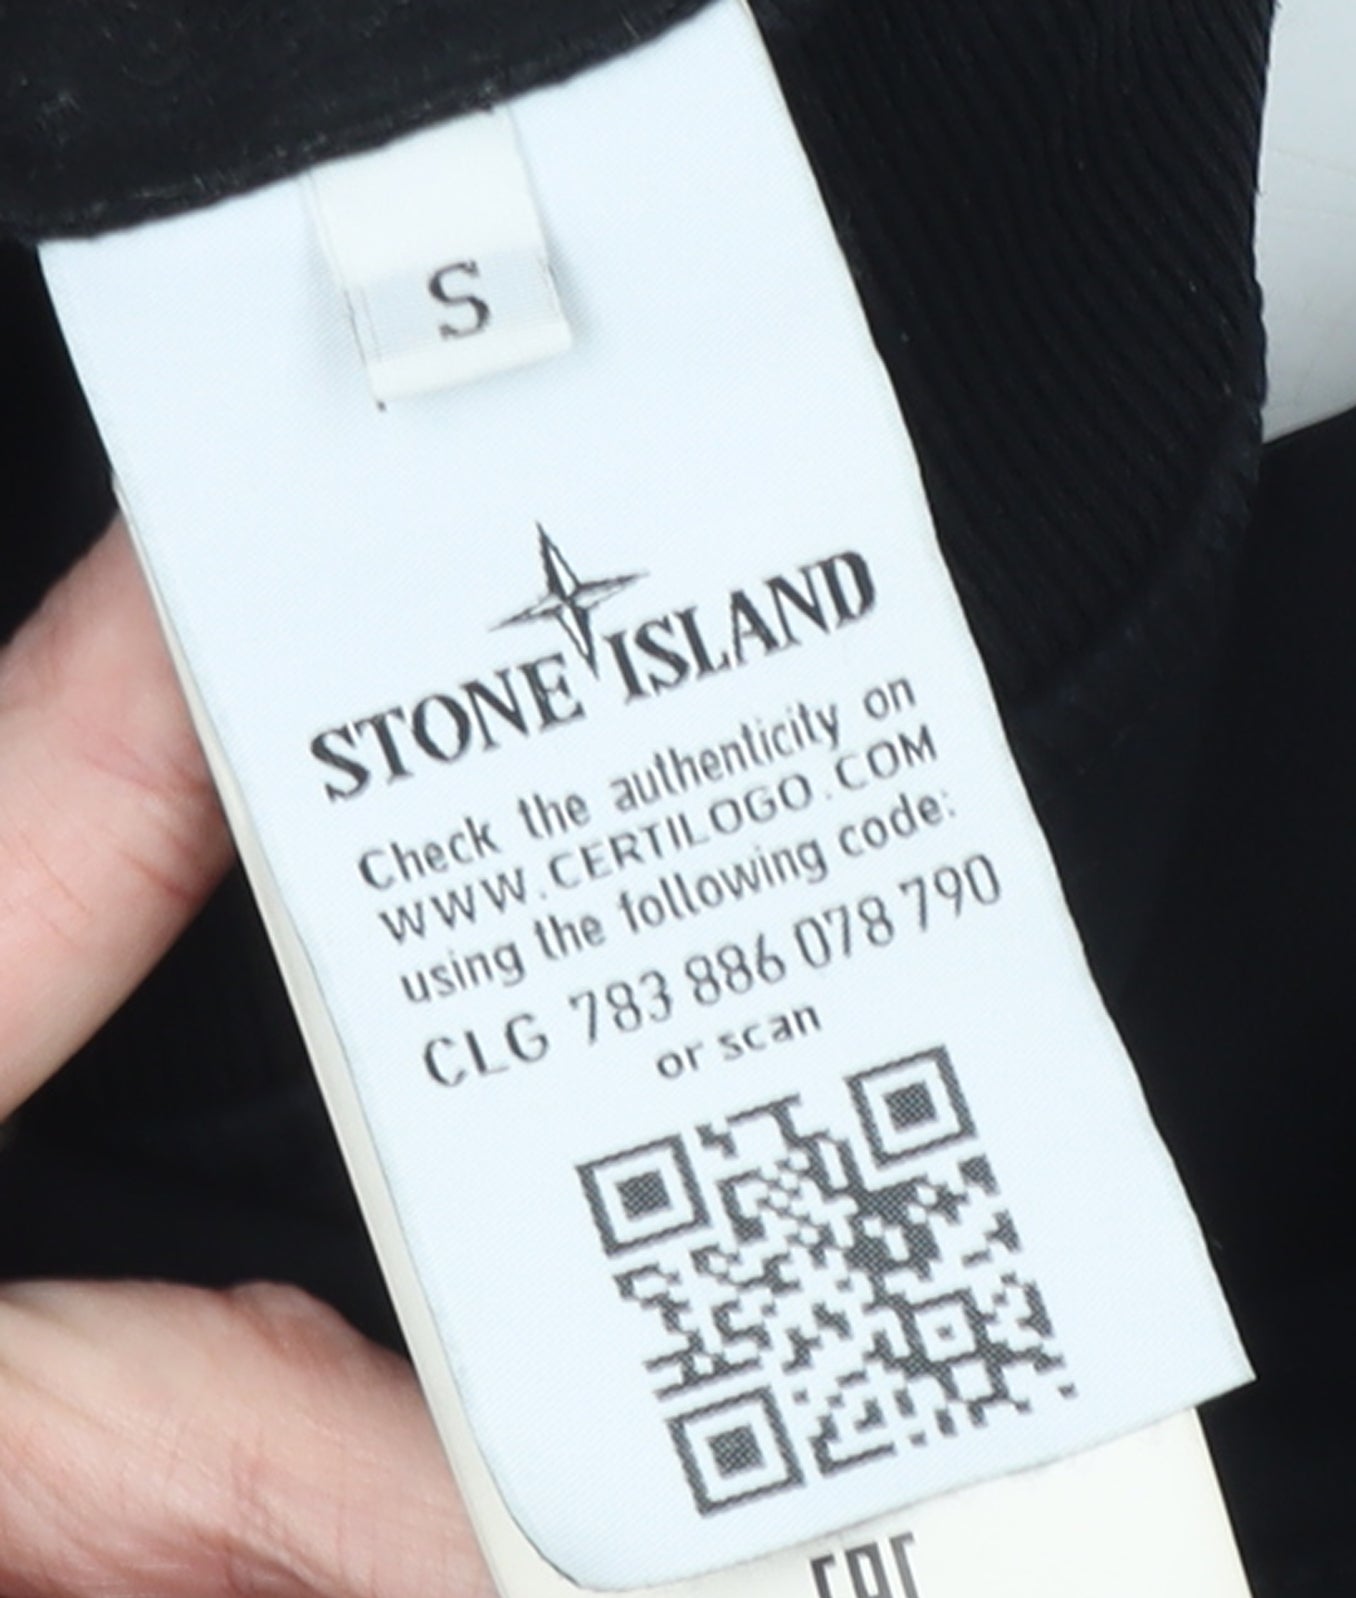 S
STONE ISLAND
Check the authenticity on
WWW.CERTILOGO.COM
using the following code:
CLG 783 886 078 790
or scan
EAC